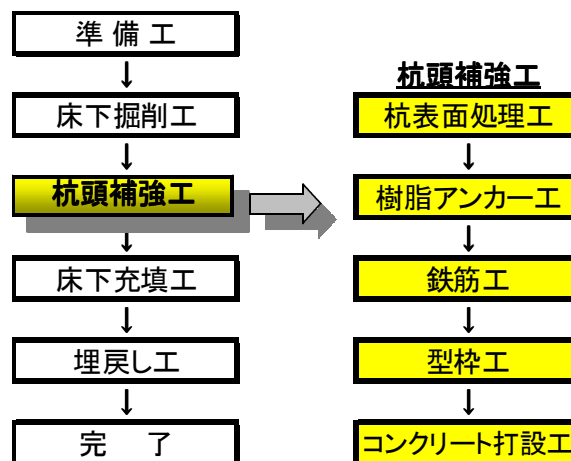 準 備 工
↓
床下掘削工
↓
杭頭補強工
↓
床下充填工
↓
埋戻し工
↓
完 了
杭頭補強工
杭表面処理工
↓
樹脂アンカー工
↓
鉄筋工
↓
型枠工
↓
コンクリート打設工